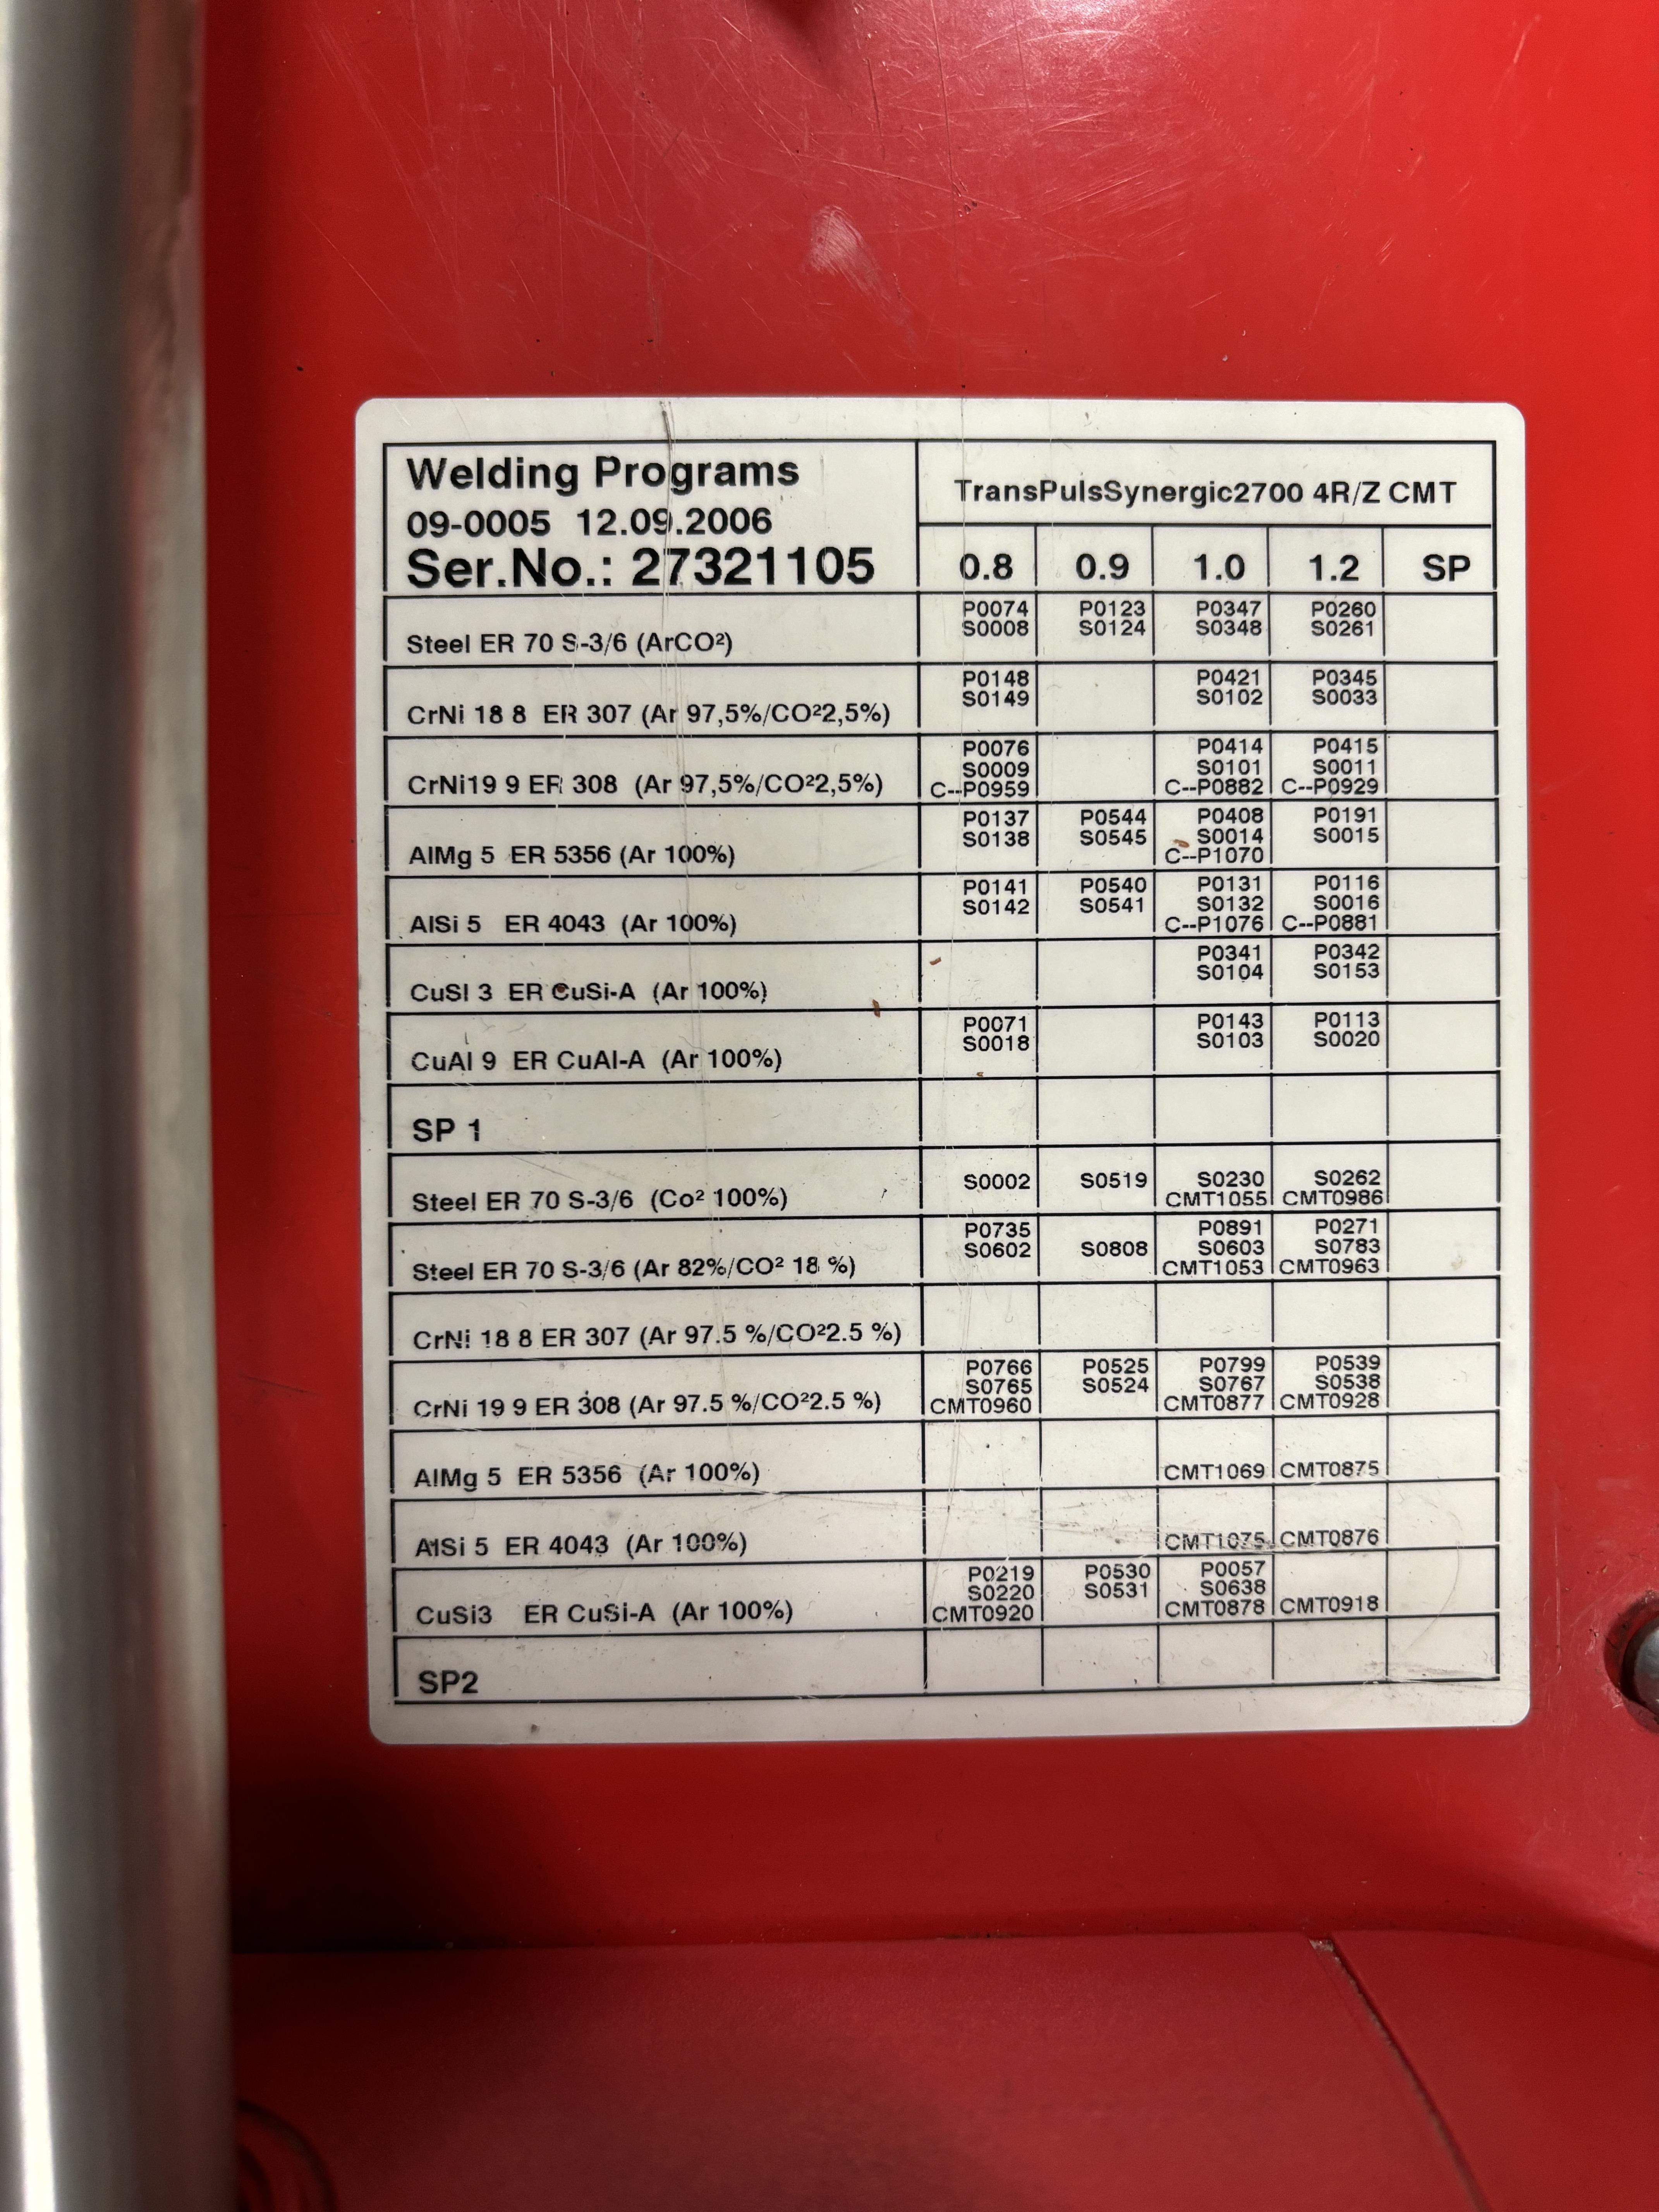 Welding Programs
09-0005 12.09.2006
Ser.No.: 27321105
TransPulsSynergic2700 4R/Z CMT
0.8 0.9 1.0 1.2 SP
Steel ER 70 S-3/6 (ArCO²)
P0074 P0123 P0347 P0260
S0008 S0124 S0348 S0261
CrNi 18 8 ER 307 (Ar 97,5%/CO²2,5%)
P0148 P0421 P0345
S0149 S0102 S0033
CrNi19 9 ER 308 (Ar 97,5%/CO²2,5%)
P0076 P0414 P0415
S0009 S0101 S0011
C--P0959 C--P0882 C--P0929
AlMg 5 ER 5356 (Ar 100%)
P0137 P0544 P0408 P0191
S0138 S0545 S0014 S0015
C--P1070
AlSi 5 ER 4043 (Ar 100%)
P0141 P0540 P0131 P0116
S0142 S0541 S0132 S0016
C--P1076 C--P0881
CuSI 3 ER CuSi-A (Ar 100%)
P0341 P0342
S0104 S0153
CuAl 9 ER CuAl-A (Ar 100%)
P0071 P0143 P0113
S0018 S0103 S0020
SP 1
Steel ER 70 S-3/6 (Co² 100%)
S0002 S0519 S0230 S0262
CMT1055 CMT0986
Steel ER 70 S-3/6 (Ar 82%/CO² 18 %)
P0735 P0891 P0271
S0602 S0808 S0603 S0783
CMT1053 CMT0963
CrNi 18 8 ER 307 (Ar 97.5 %/CO²2.5 %)
CrNi 19 9 ER 308 (Ar 97.5 %/CO²2.5 %)
P0766 P0525 P0799 P0539
S0765 S0524 S0767 S0538
CMT0960 CMT0877 CMT0928
AlMg 5 ER 5356 (Ar 100%)
CMT1069 CMT0875
AlSi 5 ER 4043 (Ar 100%)
CMT1075 CMT0876
CuSi3 ER CuSi-A (Ar 100%)
P0219 P0530 P0057
S0220 S0531 S0638
CMT0920 CMT0878 CMT0918
SP2